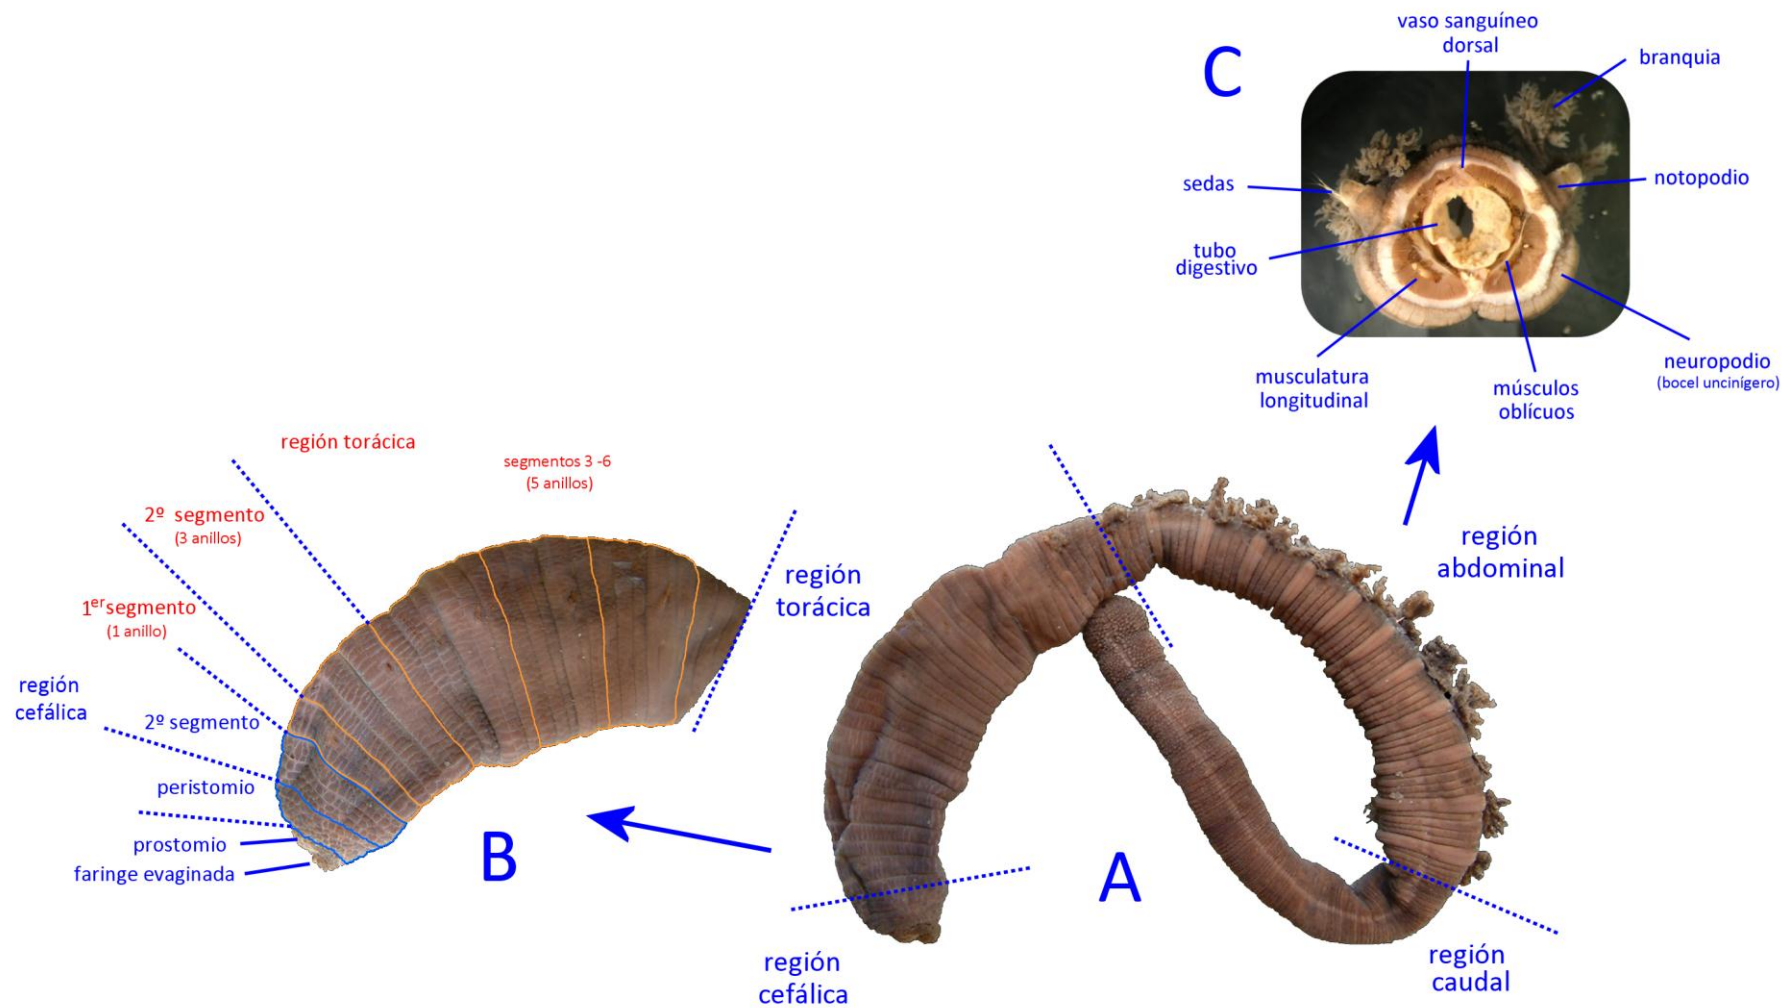 vaso sanguíneo
dorsal
C
branquia
sedas
notopodio
tubo
digestivo
musculatura
longitudinal
músculos
oblícuos
neuropodio
(bocel uncinígero)
región torácica
segmentos 3 -6
(5 anillos)
2º segmento
(3 anillos)
1er segmento
(1 anillo)
región
cefálica
2º segmento
peristomio
prostomio
faringe evaginada
B
región
torácica
región
abdominal
A
región
cefálica
región
caudal